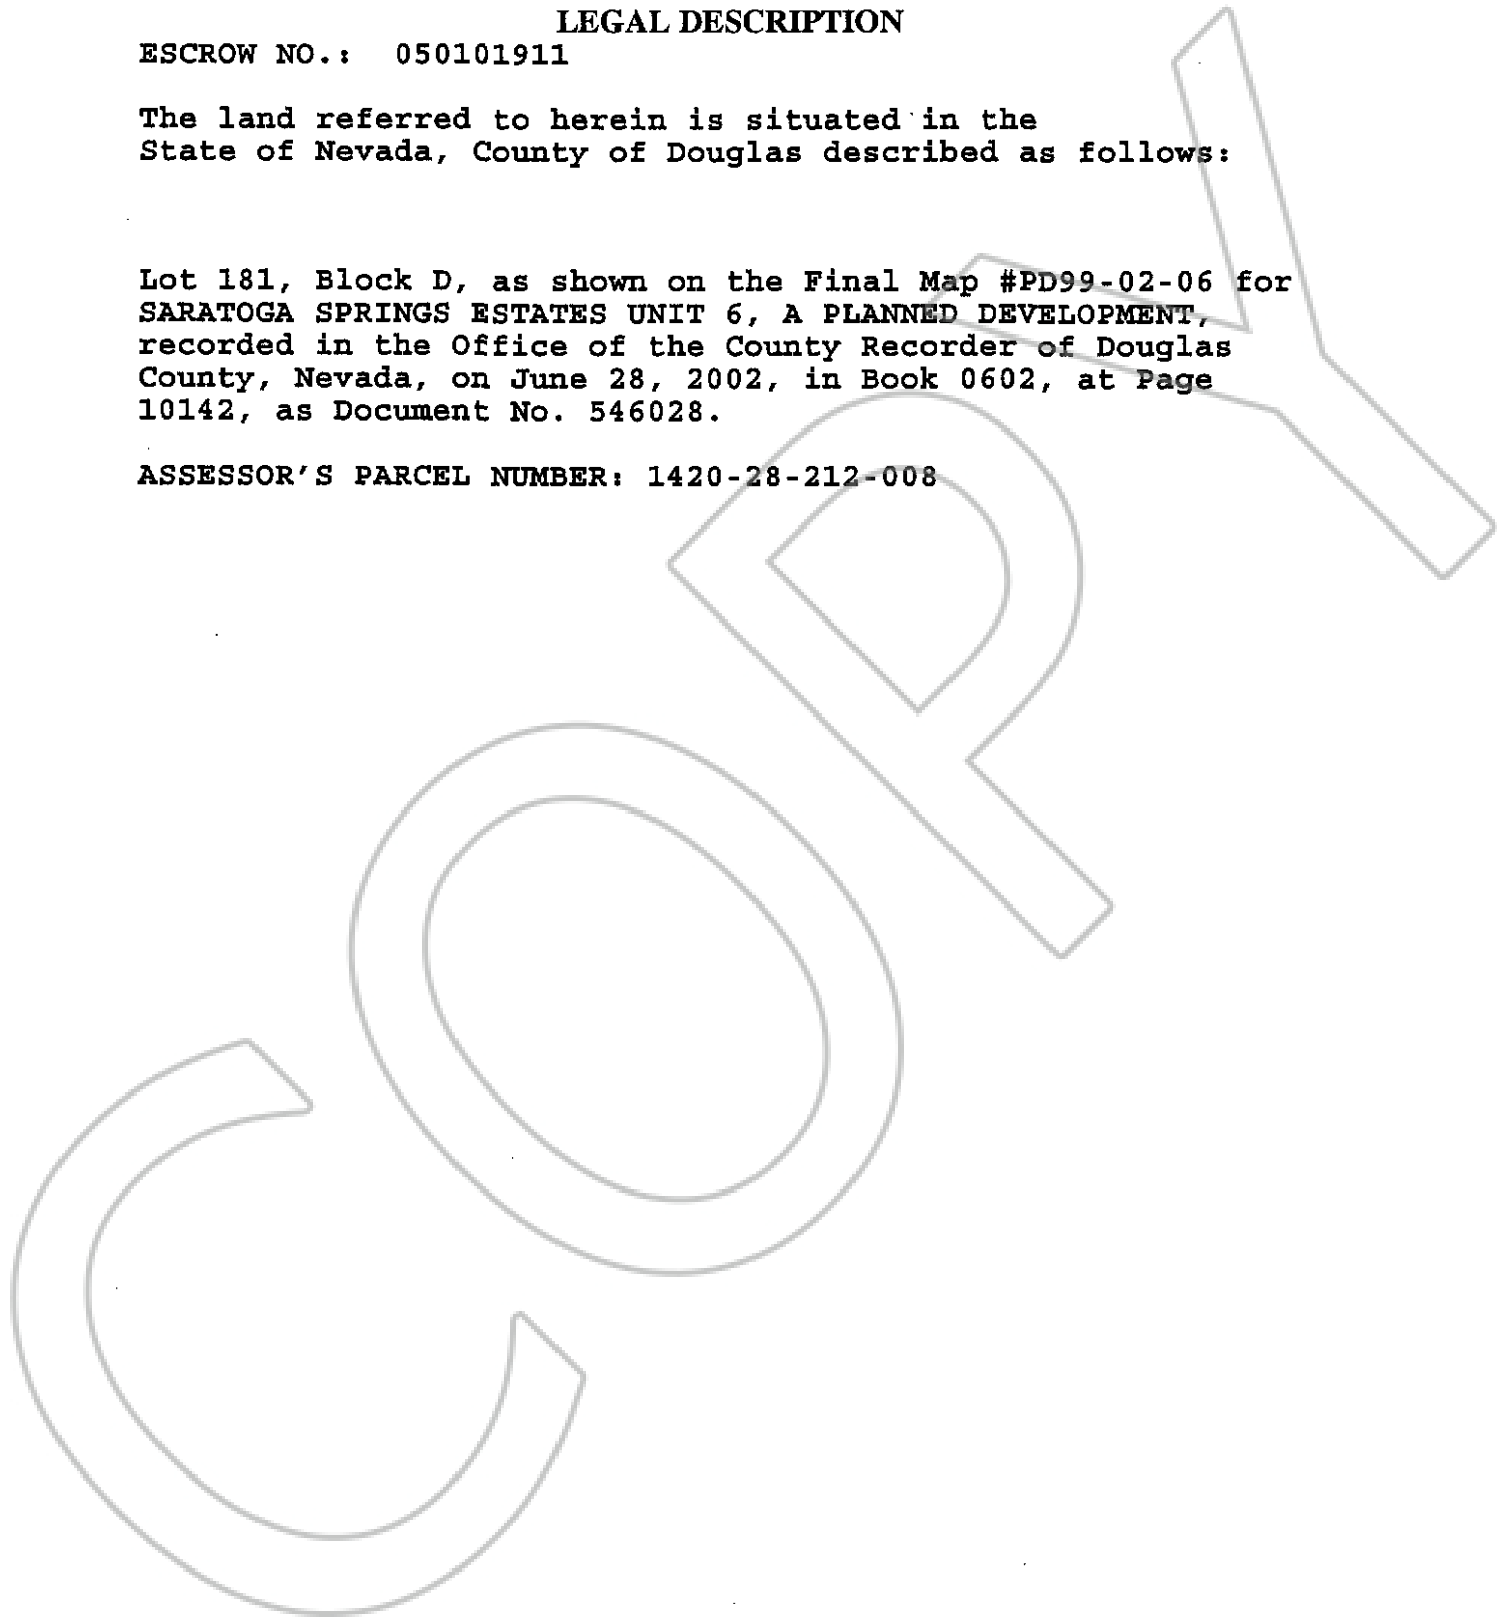 LEGAL DESCRIPTION
ESCROW NO.: 050101911
The land referred to herein is situated in the
State of Nevada, County of Douglas described as follows:
Lot 181, Block D, as shown on the Final Map #PD99-02-06 for
SARATOGA SPRINGS ESTATES UNIT 6, A PLANNED DEVELOPMENT,
recorded in the Office of the County Recorder of Douglas
County, Nevada, on June 28, 2002, in Book 0602, at Page
10142, as Document No. 546028.
ASSESSOR'S PARCEL NUMBER: 1420-28-212-008
COPY